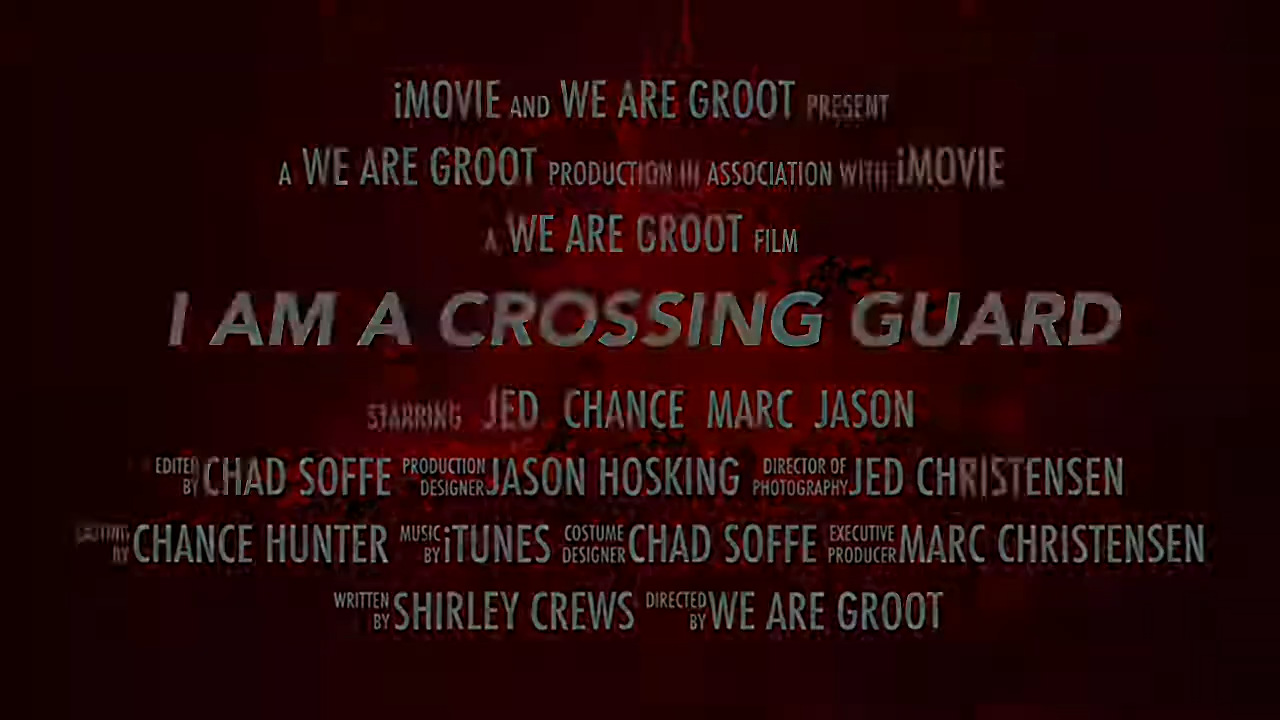 iMOVIE AND WE ARE GROOT PRESENT
A WE ARE GROOT PRODUCTION IN ASSOCIATION WITH iMOVIE
A WE ARE GROOT FILM
I AM A CROSSING GUARD
STARRING JED CHANCE MARC JASON
EDITED BY CHAD SOFFE PRODUCTION DESIGNER JASON HOSKING DIRECTOR OF PHOTOGRAPHY JED CHRISTENSEN
CASTING BY CHANCE HUNTER MUSIC BY iTUNES COSTUME DESIGNER CHAD SOFFE EXECUTIVE PRODUCER MARC CHRISTENSEN
WRITTEN BY SHIRLEY CREWS DIRECTED BY WE ARE GROOT